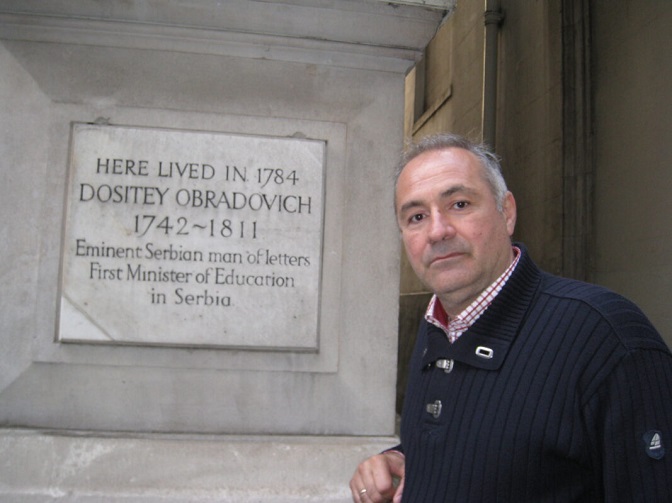 HERE LIVED IN 1784
DOSITEY OBRADOVICH
1742~1811
Eminent Serbian man of letters
First Minister of Education
in Serbia